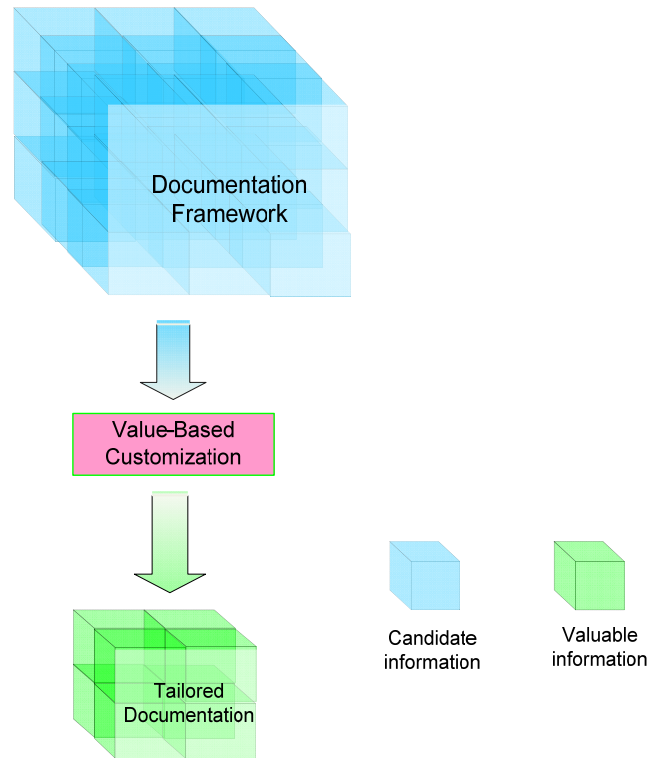 Documentation
Framework
Value-Based
Customization
Tailored
Documentation
Candidate
information
Valuable
information